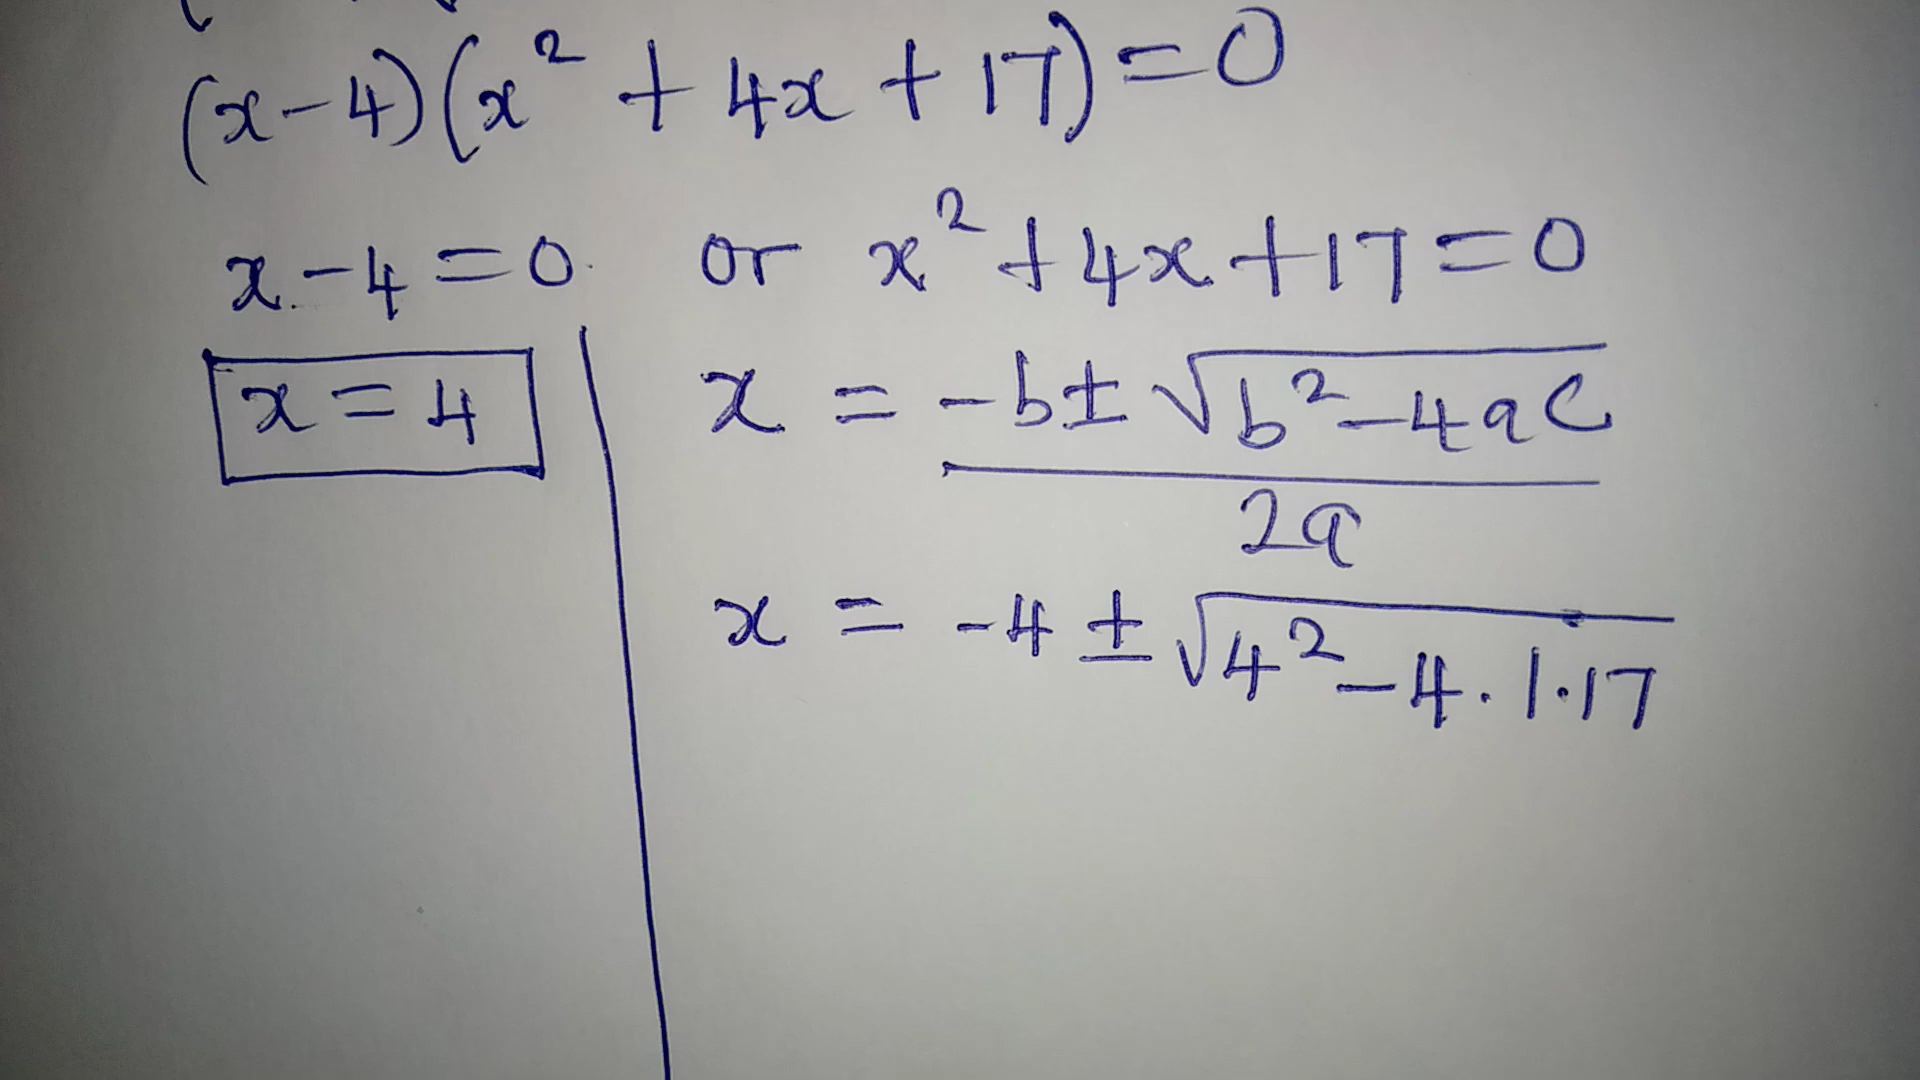 (x-4)(x² + 4x + 17) = 0
x-4=0 or x² + 4x + 17 = 0
x = 4
x = -b ± √b² - 4ac
2a
x = -4 ± √4² - 4 . 1 . 17